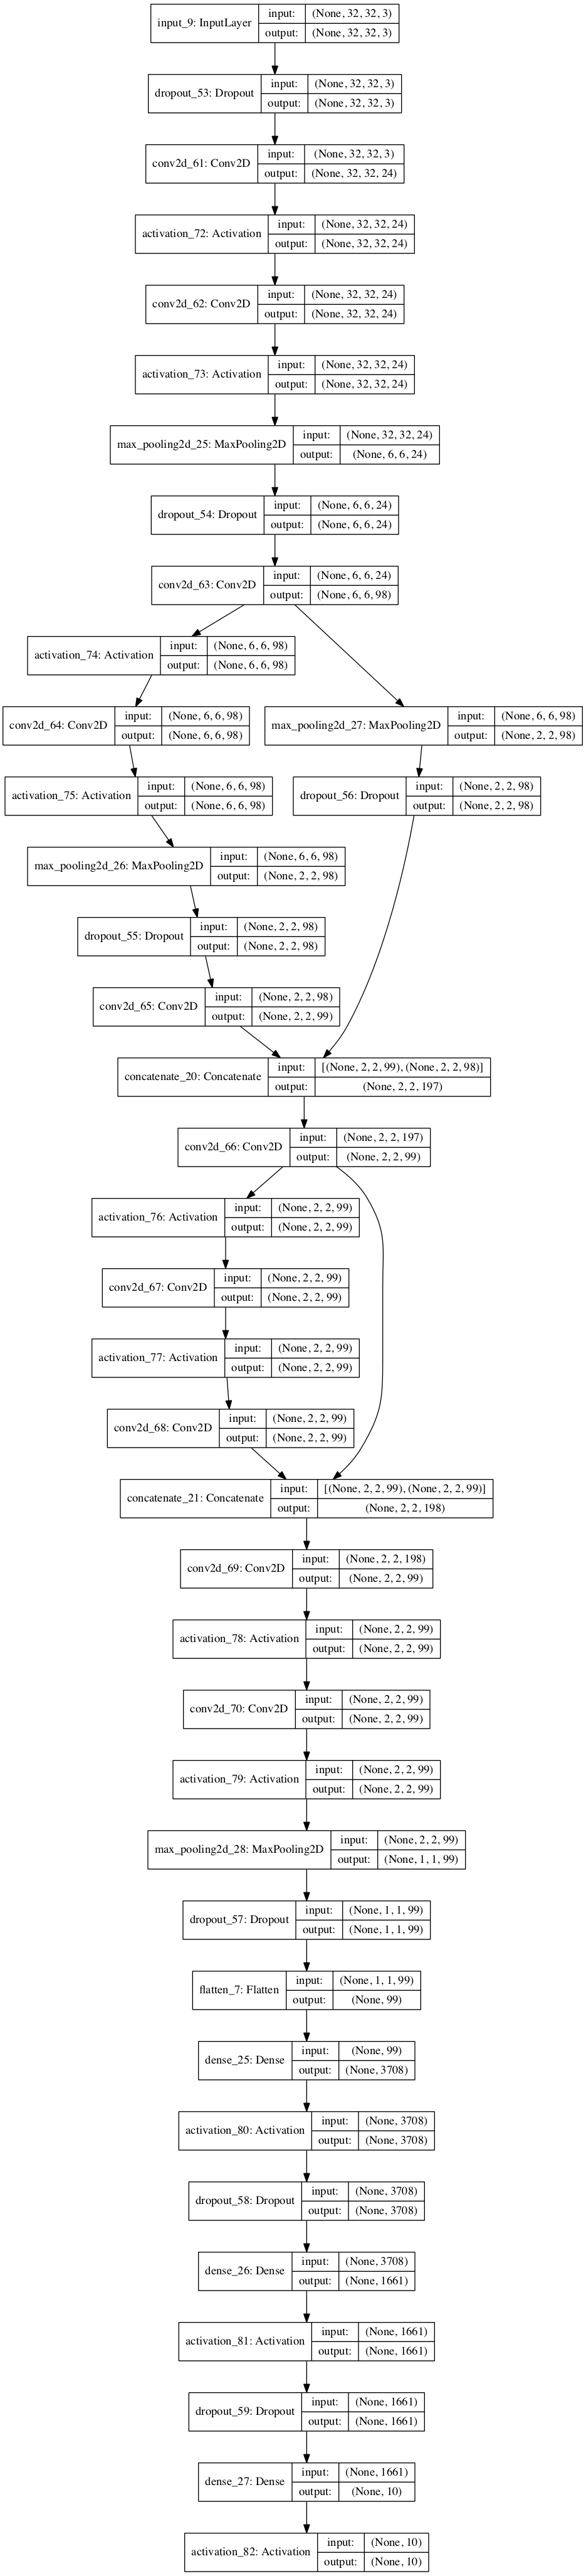 input_9: InputLayer
input: (None, 32, 32, 3)
output: (None, 32, 32, 3)
dropout_53: Dropout
input: (None, 32, 32, 3)
output: (None, 32, 32, 3)
conv2d_61: Conv2D
input: (None, 32, 32, 3)
output: (None, 32, 32, 24)
activation_72: Activation
input: (None, 32, 32, 24)
output: (None, 32, 32, 24)
conv2d_62: Conv2D
input: (None, 32, 32, 24)
output: (None, 32, 32, 24)
activation_73: Activation
input: (None, 32, 32, 24)
output: (None, 32, 32, 24)
max_pooling2d_25: MaxPooling2D
input: (None, 32, 32, 24)
output: (None, 6, 6, 24)
dropout_54: Dropout
input: (None, 6, 6, 24)
output: (None, 6, 6, 24)
conv2d_63: Conv2D
input: (None, 6, 6, 24)
output: (None, 6, 6, 98)
activation_74: Activation
input: (None, 6, 6, 98)
output: (None, 6, 6, 98)
conv2d_64: Conv2D
input: (None, 6, 6, 98)
output: (None, 6, 6, 98)
max_pooling2d_27: MaxPooling2D
input: (None, 6, 6, 98)
output: (None, 2, 2, 98)
activation_75: Activation
input: (None, 6, 6, 98)
output: (None, 6, 6, 98)
dropout_56: Dropout
input: (None, 2, 2, 98)
output: (None, 2, 2, 98)
max_pooling2d_26: MaxPooling2D
input: (None, 6, 6, 98)
output: (None, 2, 2, 98)
dropout_55: Dropout
input: (None, 2, 2, 98)
output: (None, 2, 2, 98)
conv2d_65: Conv2D
input: (None, 2, 2, 98)
output: (None, 2, 2, 99)
concatenate_20: Concatenate
input: [(None, 2, 2, 99), (None, 2, 2, 98)]
output: (None, 2, 2, 197)
conv2d_66: Conv2D
input: (None, 2, 2, 197)
output: (None, 2, 2, 99)
activation_76: Activation
input: (None, 2, 2, 99)
output: (None, 2, 2, 99)
conv2d_67: Conv2D
input: (None, 2, 2, 99)
output: (None, 2, 2, 99)
activation_77: Activation
input: (None, 2, 2, 99)
output: (None, 2, 2, 99)
conv2d_68: Conv2D
input: (None, 2, 2, 99)
output: (None, 2, 2, 99)
concatenate_21: Concatenate
input: [(None, 2, 2, 99), (None, 2, 2, 99)]
output: (None, 2, 2, 198)
conv2d_69: Conv2D
input: (None, 2, 2, 198)
output: (None, 2, 2, 99)
activation_78: Activation
input: (None, 2, 2, 99)
output: (None, 2, 2, 99)
conv2d_70: Conv2D
input: (None, 2, 2, 99)
output: (None, 2, 2, 99)
activation_79: Activation
input: (None, 2, 2, 99)
output: (None, 2, 2, 99)
max_pooling2d_28: MaxPooling2D
input: (None, 2, 2, 99)
output: (None, 1, 1, 99)
dropout_57: Dropout
input: (None, 1, 1, 99)
output: (None, 1, 1, 99)
flatten_7: Flatten
input: (None, 1, 1, 99)
output: (None, 99)
dense_25: Dense
input: (None, 99)
output: (None, 3708)
activation_80: Activation
input: (None, 3708)
output: (None, 3708)
dropout_58: Dropout
input: (None, 3708)
output: (None, 3708)
dense_26: Dense
input: (None, 3708)
output: (None, 1661)
activation_81: Activation
input: (None, 1661)
output: (None, 1661)
dropout_59: Dropout
input: (None, 1661)
output: (None, 1661)
dense_27: Dense
input: (None, 1661)
output: (None, 10)
activation_82: Activation
input: (None, 10)
output: (None, 10)